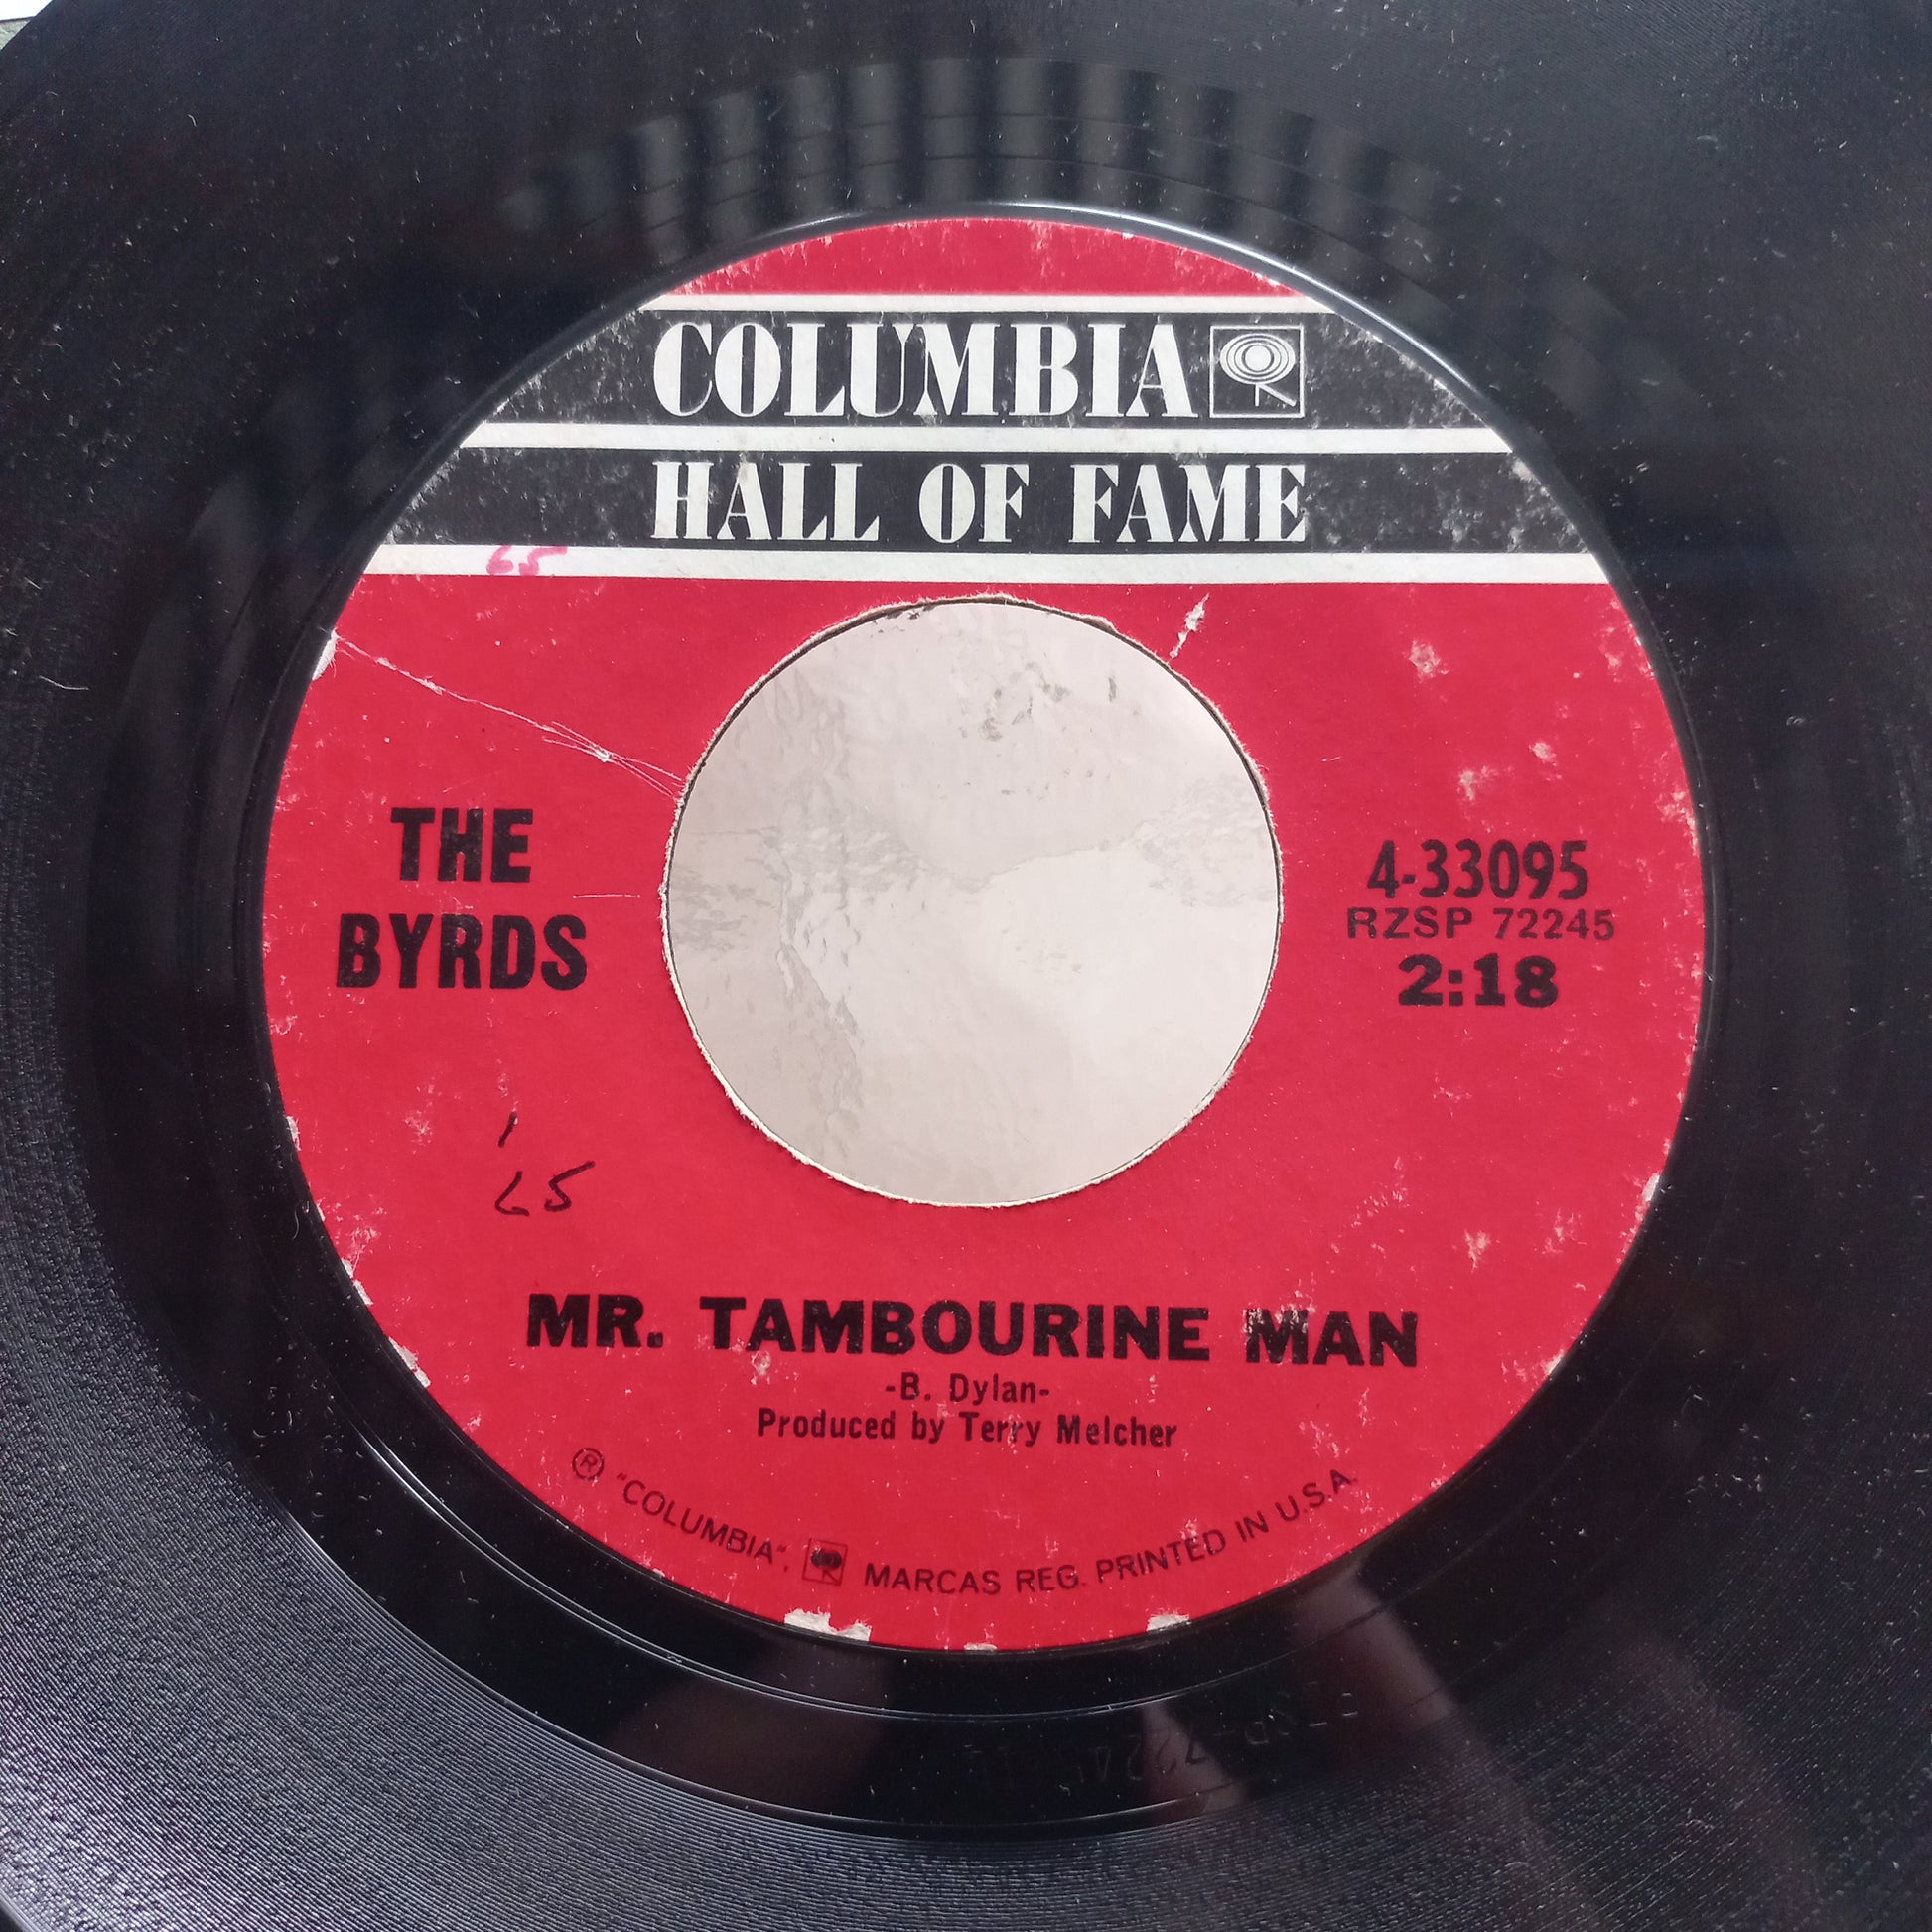 COLUMBIA
HALL OF FAME
65
THE
BYRDS
4-33095
RZSP 72245
2:18
65
MR. TAMBOURINE MAN
-B. Dylan-
Produced by Terry Melcher
® "COLUMBIA", MARCAS REG. PRINTED IN U.S.A.